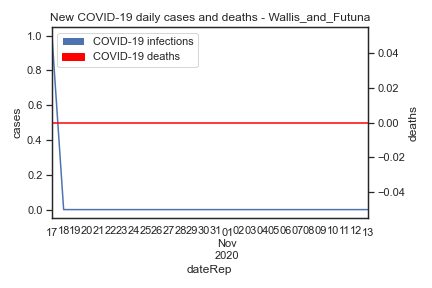 New COVID-19 daily cases and deaths - Wallis_and_Futuna
COVID-19 infections
COVID-19 deaths
1.0
0.8
0.6
0.4
0.2
0.0
cases
0.04
0.02
0.00
−0.02
−0.04
deaths
17 18 19 20 21 22 23 24 25 26 27 28 29 30 31 01 02 03 04 05 06 07 08 09 10 11 12 13
Nov
2020
dateRep